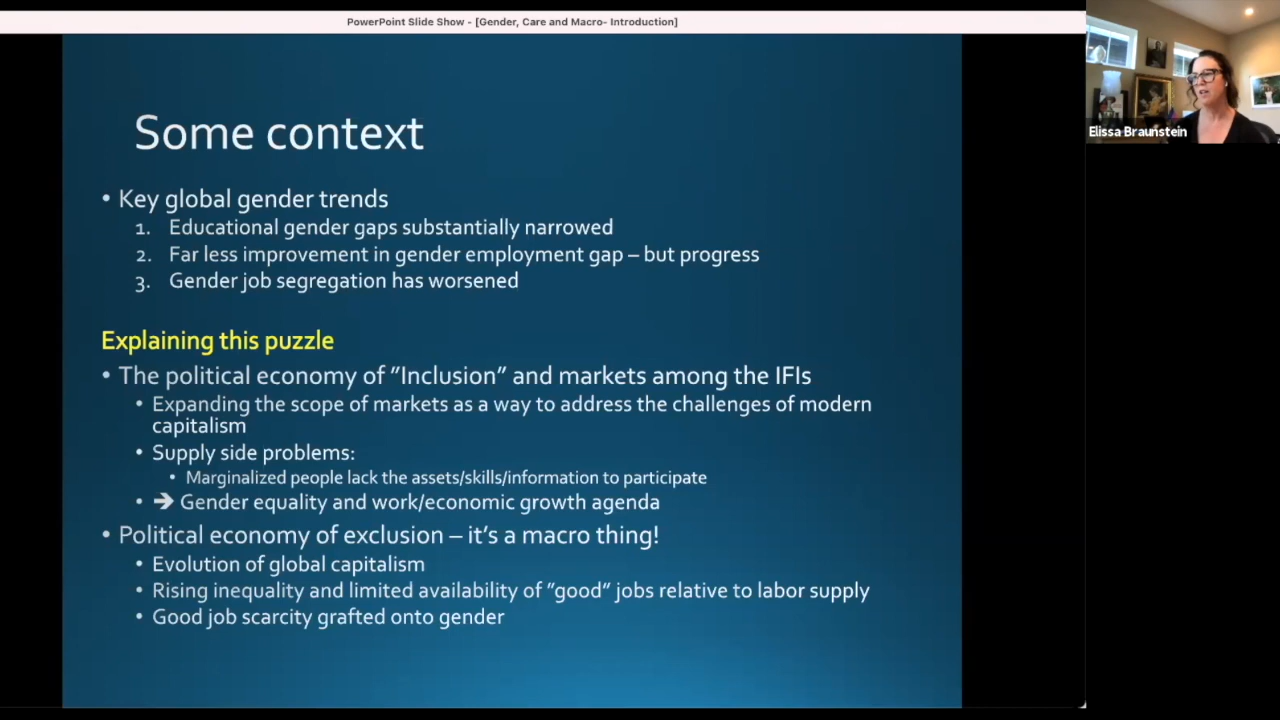 PowerPoint Slide Show - [Gender, Care and Macro- Introduction]
Elissa Braunstein
Some context
• Key global gender trends
1. Educational gender gaps substantially narrowed
2. Far less improvement in gender employment gap – but progress
3. Gender job segregation has worsened
Explaining this puzzle
• The political economy of ”Inclusion” and markets among the IFIs
• Expanding the scope of markets as a way to address the challenges of modern
capitalism
• Supply side problems:
• Marginalized people lack the assets/skills/information to participate
• ➔ Gender equality and work/economic growth agenda
• Political economy of exclusion – it’s a macro thing!
• Evolution of global capitalism
• Rising inequality and limited availability of ”good” jobs relative to labor supply
• Good job scarcity grafted onto gender